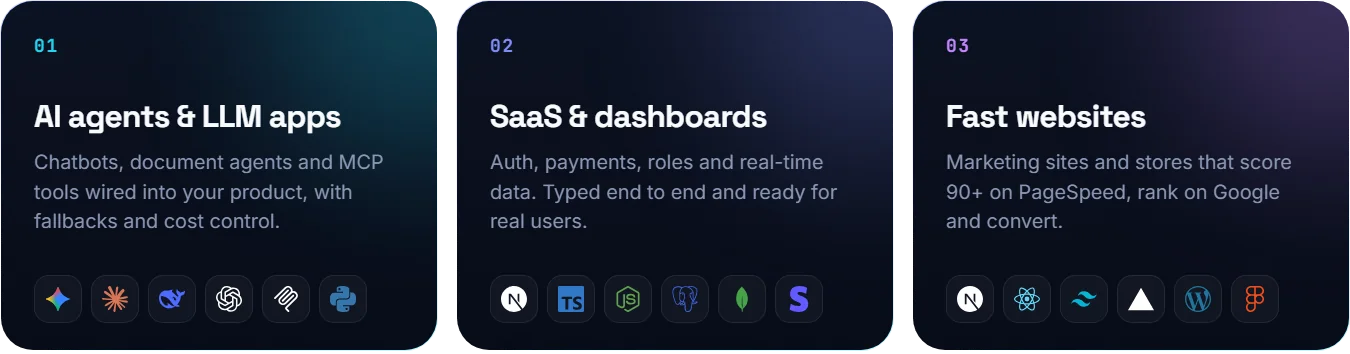 01
AI agents & LLM apps
Chatbots, document agents and MCP
tools wired into your product, with
fallbacks and cost control.
02
SaaS & dashboards
Auth, payments, roles and real-time
data. Typed end to end and ready for
real users.
N
TS
JS
S
03
Fast websites
Marketing sites and stores that score
90+ on PageSpeed, rank on Google
and convert.
N
W